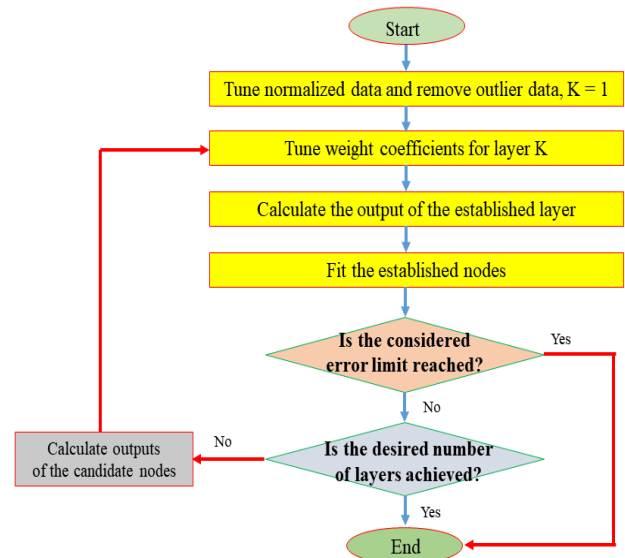 Start
Tune normalized data and remove outlier data, K = 1
Tune weight coefficients for layer K
Calculate the output of the established layer
Fit the established nodes
Is the considered
error limit reached?
Yes
No
Is the desired number
of layers achieved?
No
Calculate outputs
of the candidate nodes
Yes
End